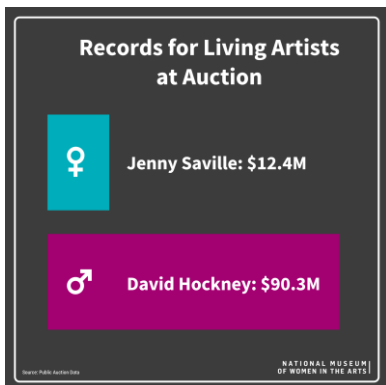 Records for Living Artists
at Auction
Jenny Saville: $12.4M
David Hockney: $90.3M
Source: Public Auction Data
NATIONAL MUSEUM
OF WOMEN IN THE ARTS